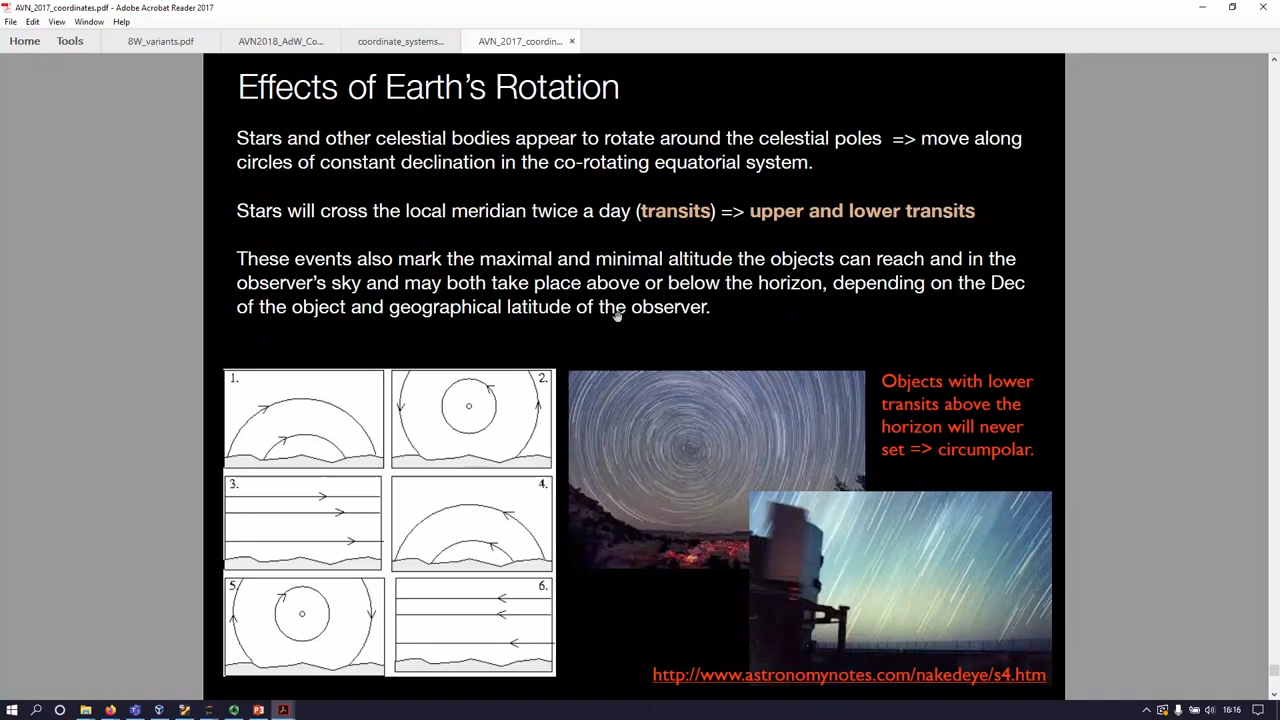 AVN_2017_coordinates.pdf - Adobe Acrobat Reader 2017
File Edit View Window Help
Home Tools 8W_variants.pdf AVN2018_AdW_Co... coordinate_systems... AVN_2017_coordin... ×
Effects of Earth's Rotation
Stars and other celestial bodies appear to rotate around the celestial poles => move along
circles of constant declination in the co-rotating equatorial system.
Stars will cross the local meridian twice a day (transits) => upper and lower transits
These events also mark the maximal and minimal altitude the objects can reach and in the
observer's sky and may both take place above or below the horizon, depending on the Dec
of the object and geographical latitude of the observer.
1.
2.
3.
4.
5.
6.
Objects with lower
transits above the
horizon will never
set => circumpolar.
http://www.astronomynotes.com/nakedeye/s4.htm
16:16